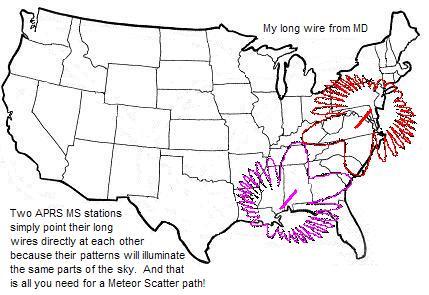 My long wire from MD
Two APRS MS stations
simply point their long
wires directly at each other
because their patterns will illuminate
the same parts of the sky. And that
is all you need for a Meteor Scatter path!